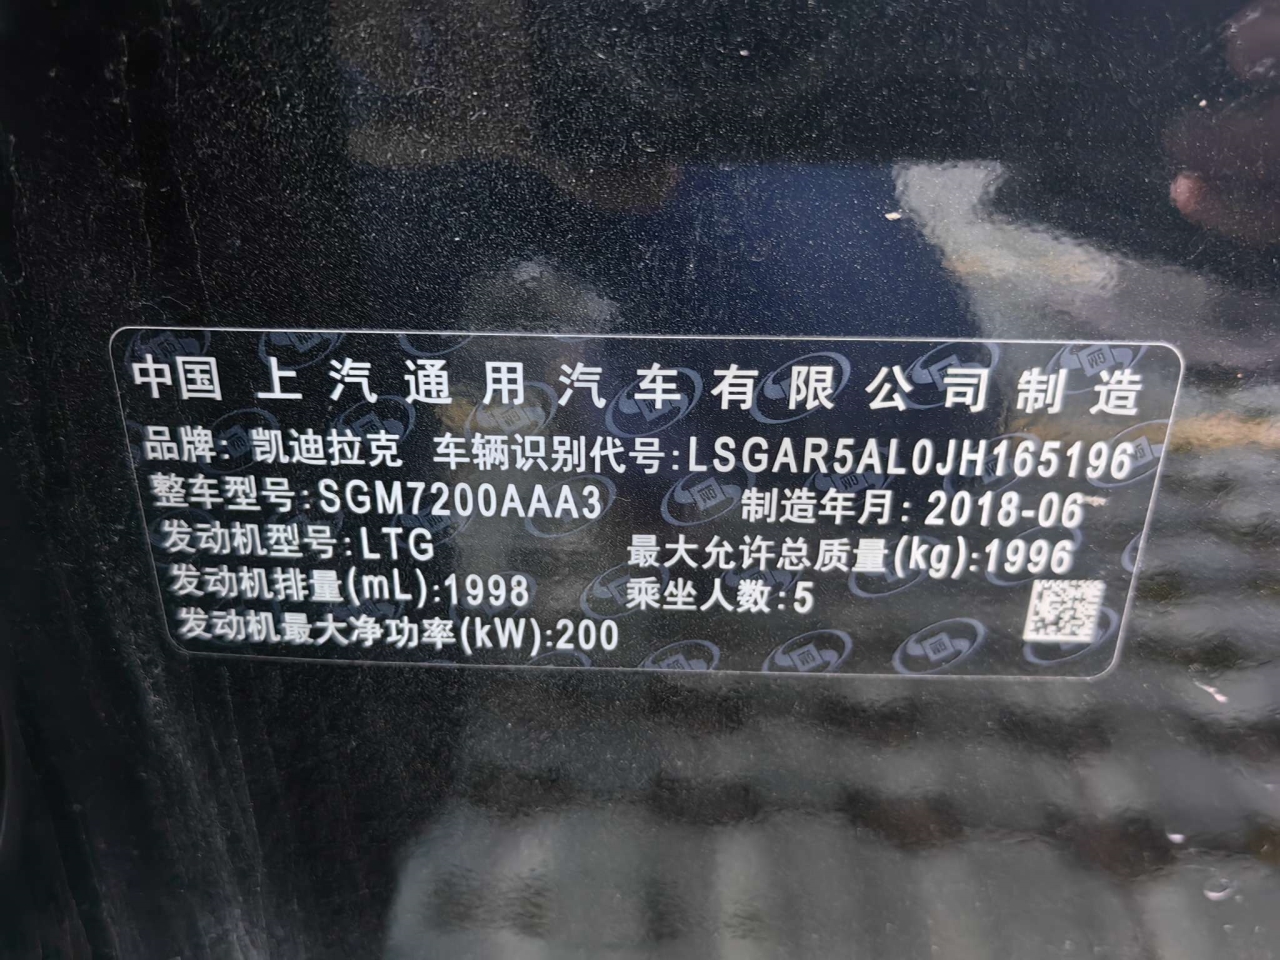 中国 上汽通用汽车有限公司制造
品牌: 凯迪拉克 车辆识别代号:LSGAR5AL0JH165196
整车型号:SGM7200AAA3 制造年月: 2018-06
发动机型号:LTG 最大允许总质量(kg):1996
发动机排量(mL):1998 乘坐人数:5
发动机最大净功率(kW):200